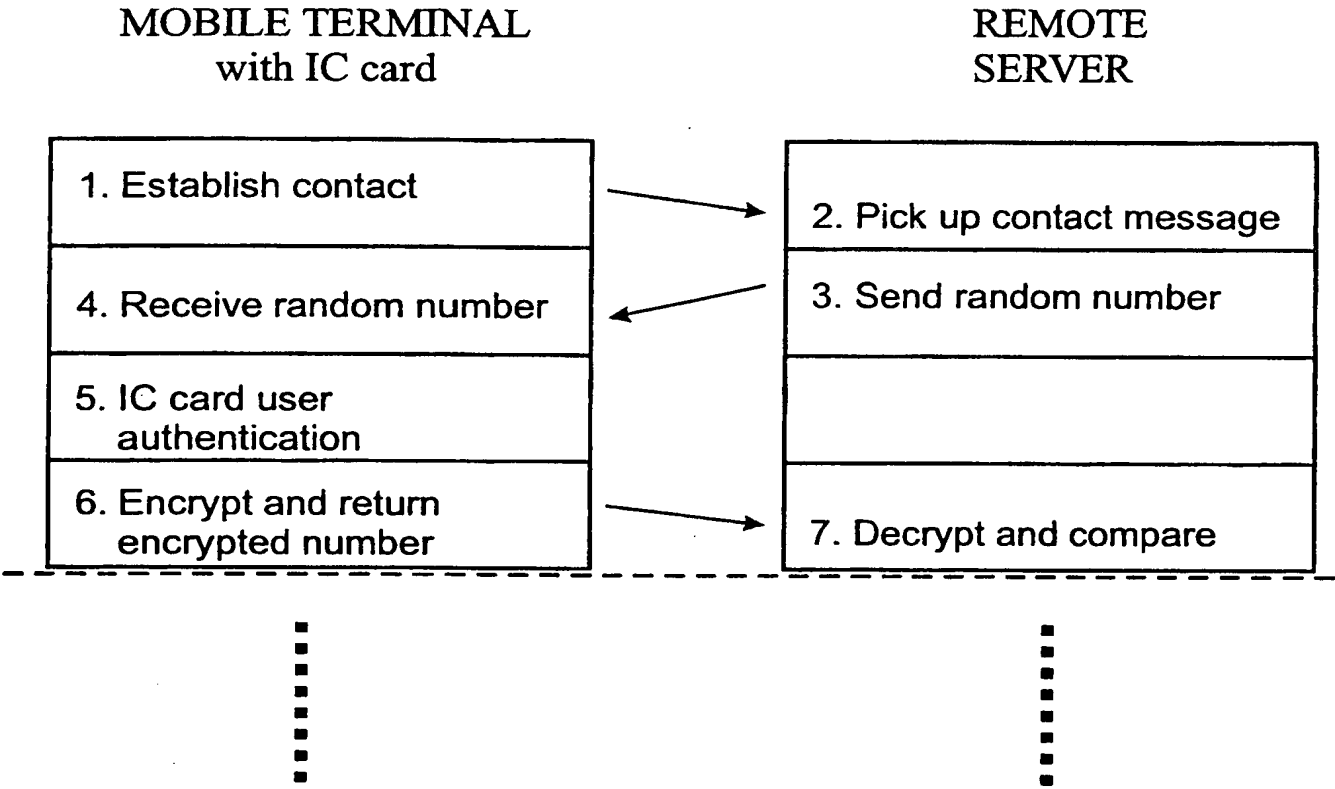 MOBILE TERMINAL
with IC card
REMOTE
SERVER
1. Establish contact
2. Pick up contact message
3. Send random number
4. Receive random number
5. IC card user
authentication
6. Encrypt and return
encrypted number
7. Decrypt and compare